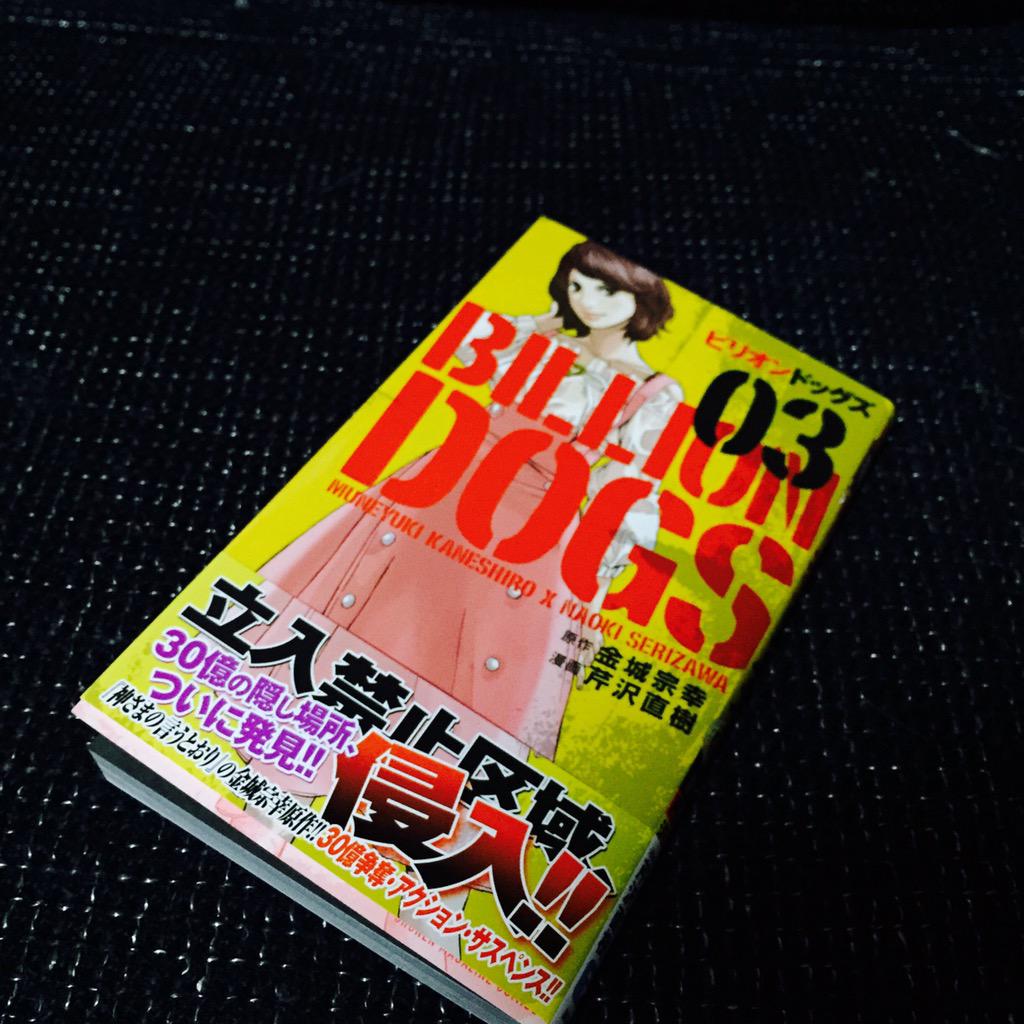 ビリオンドッグス
03
BILLION
DOGS
MUNEYUKI KANESHIRO X NAOKI SERIZAWA
原作 金城宗幸
漫画 芹沢直樹
立入禁止区域、
侵入!!
30億の隠し場所、
ついに発見!!
「神さまの言うとおり」の金城宗幸原作!!30億争奪・アクション・サスペンス!!